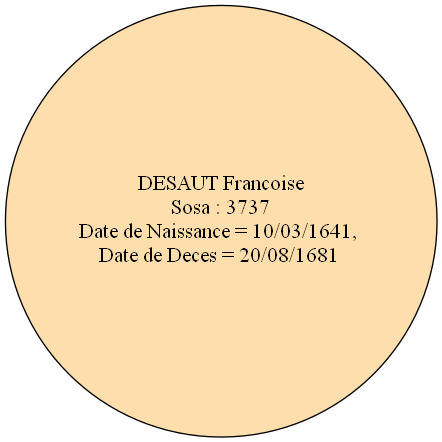 DESAUT Francoise
Sosa : 3737
Date de Naissance = 10/03/1641,
Date de Deces = 20/08/1681